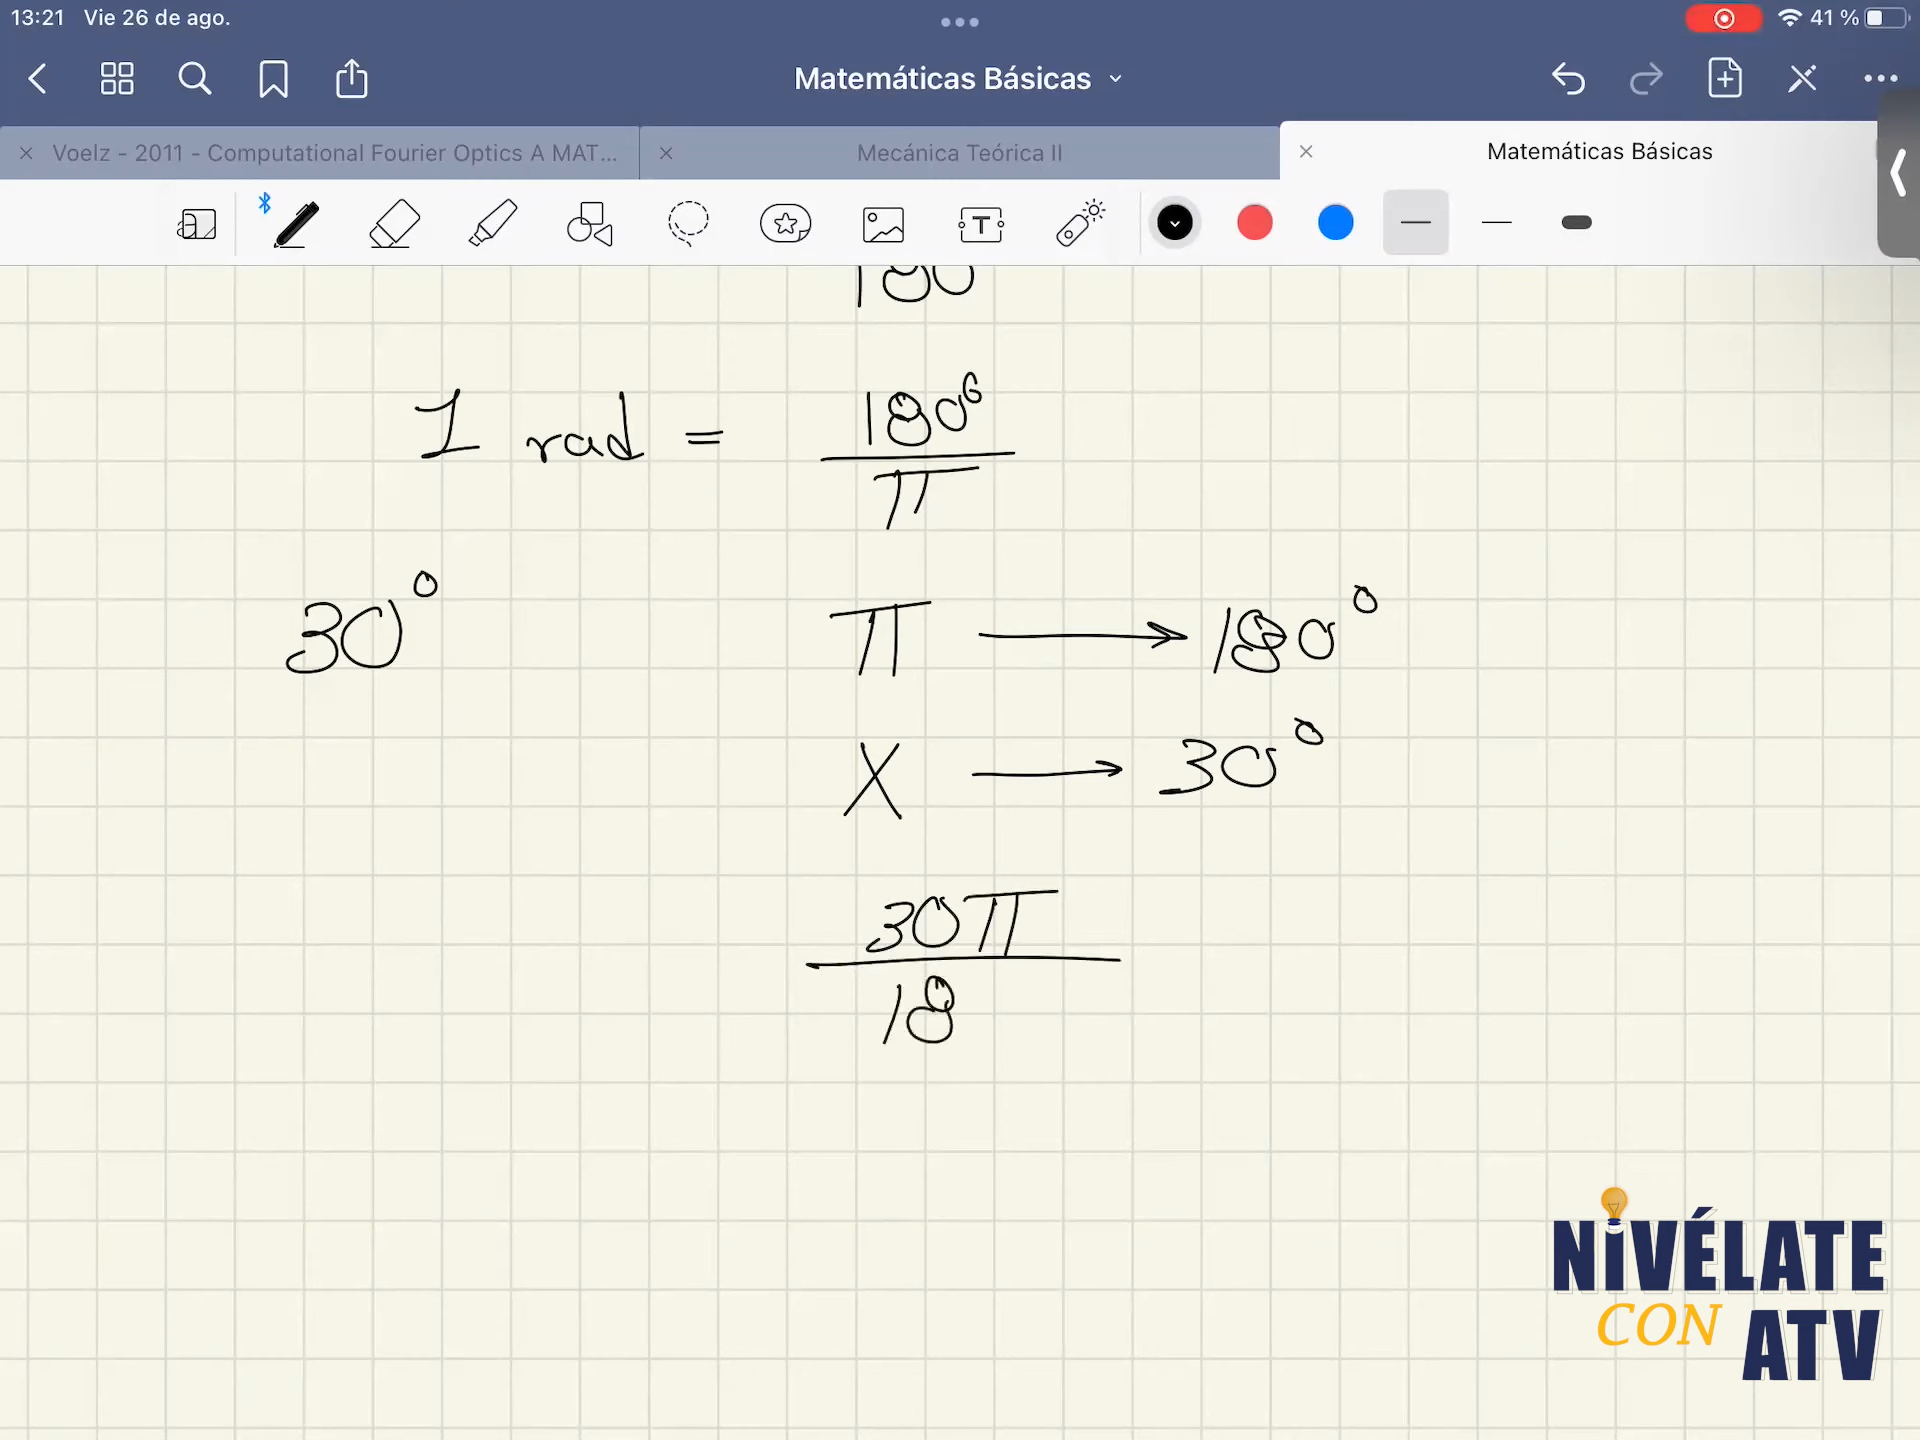 13:21 Vie 26 de ago.
41 %
Matemáticas Básicas
Voelz - 2011 - Computational Fourier Optics A MAT...
Mecánica Teórica II
Matemáticas Básicas
T
180
1 rad = 180° / π
30°
π → 180°
X → 30°
30π / 18
NIVÉLATE
CON
ATV